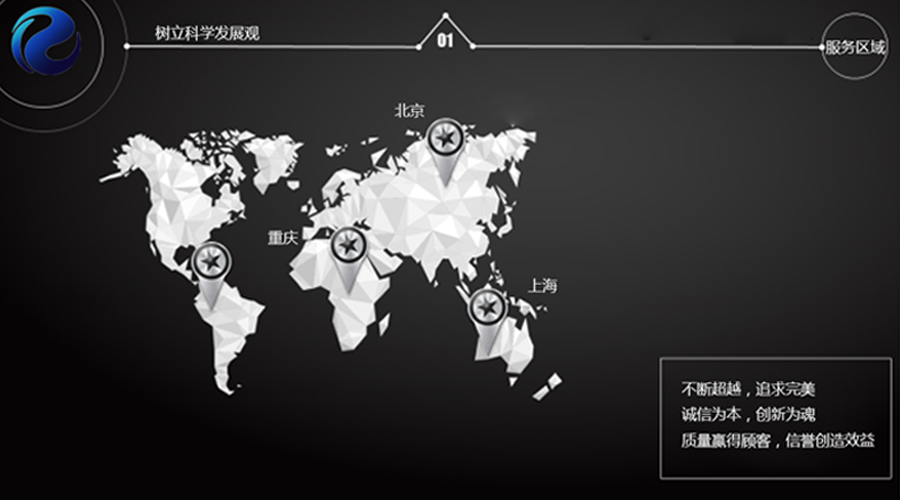 树立科学发展观
01
服务区域
北京
重庆
上海
不断超越，追求完美
诚信为本，创新为魂
质量赢得顾客，信誉创造效益